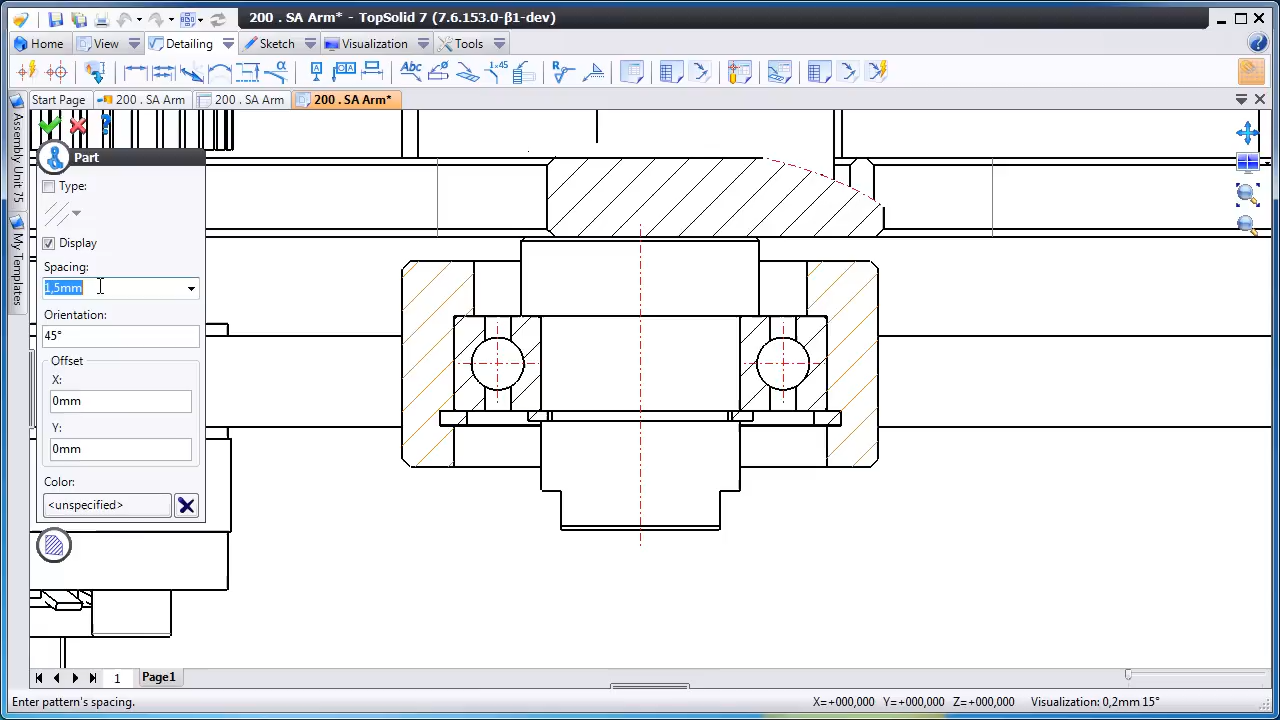 200 . SA Arm* - TopSolid 7 (7.6.153.0-β1-dev)
Home
View
Detailing
Sketch
Visualization
Tools
Start Page
200 . SA Arm
200 . SA Arm
200 . SA Arm*
Assembly Unit 75
My Templates
Part
Type:
Display
Spacing:
1,5mm
Orientation:
45°
Offset
X:
0mm
Y:
0mm
Color:
<unspecified>
1
Page1
Enter pattern's spacing.
X=+000,000
Y=+000,000
Z=+000,000
Visualization: 0,2mm 15°